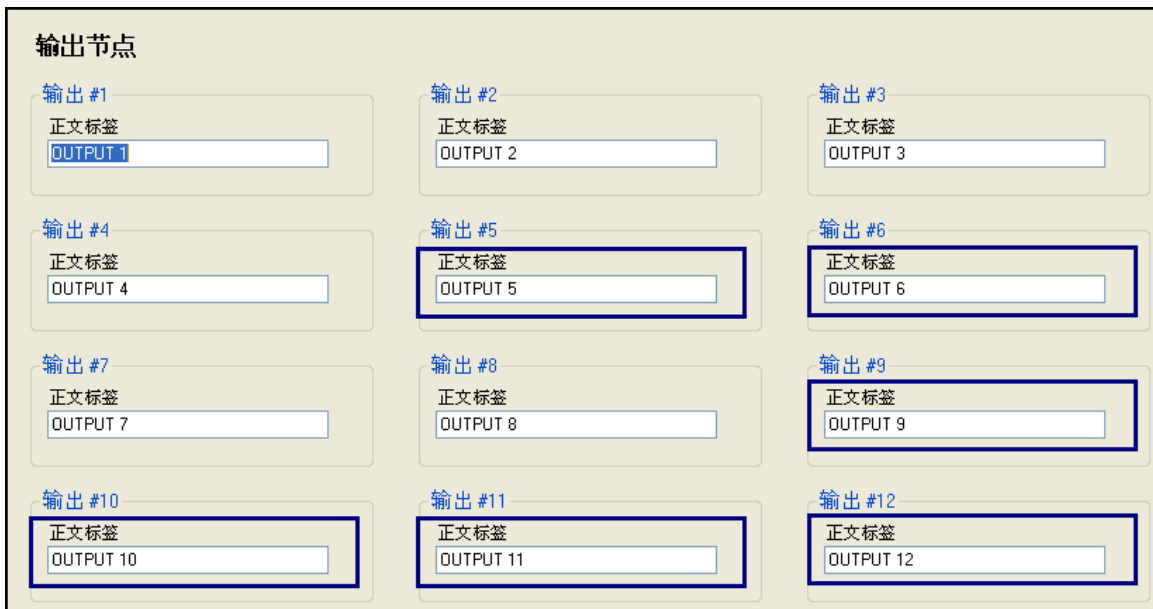 输出节点
输出 #1
正文标签
OUTPUT 1
输出 #2
正文标签
OUTPUT 2
输出 #3
正文标签
OUTPUT 3
输出 #4
正文标签
OUTPUT 4
输出 #5
正文标签
OUTPUT 5
输出 #6
正文标签
OUTPUT 6
输出 #7
正文标签
OUTPUT 7
输出 #8
正文标签
OUTPUT 8
输出 #9
正文标签
OUTPUT 9
输出 #10
正文标签
OUTPUT 10
输出 #11
正文标签
OUTPUT 11
输出 #12
正文标签
OUTPUT 12